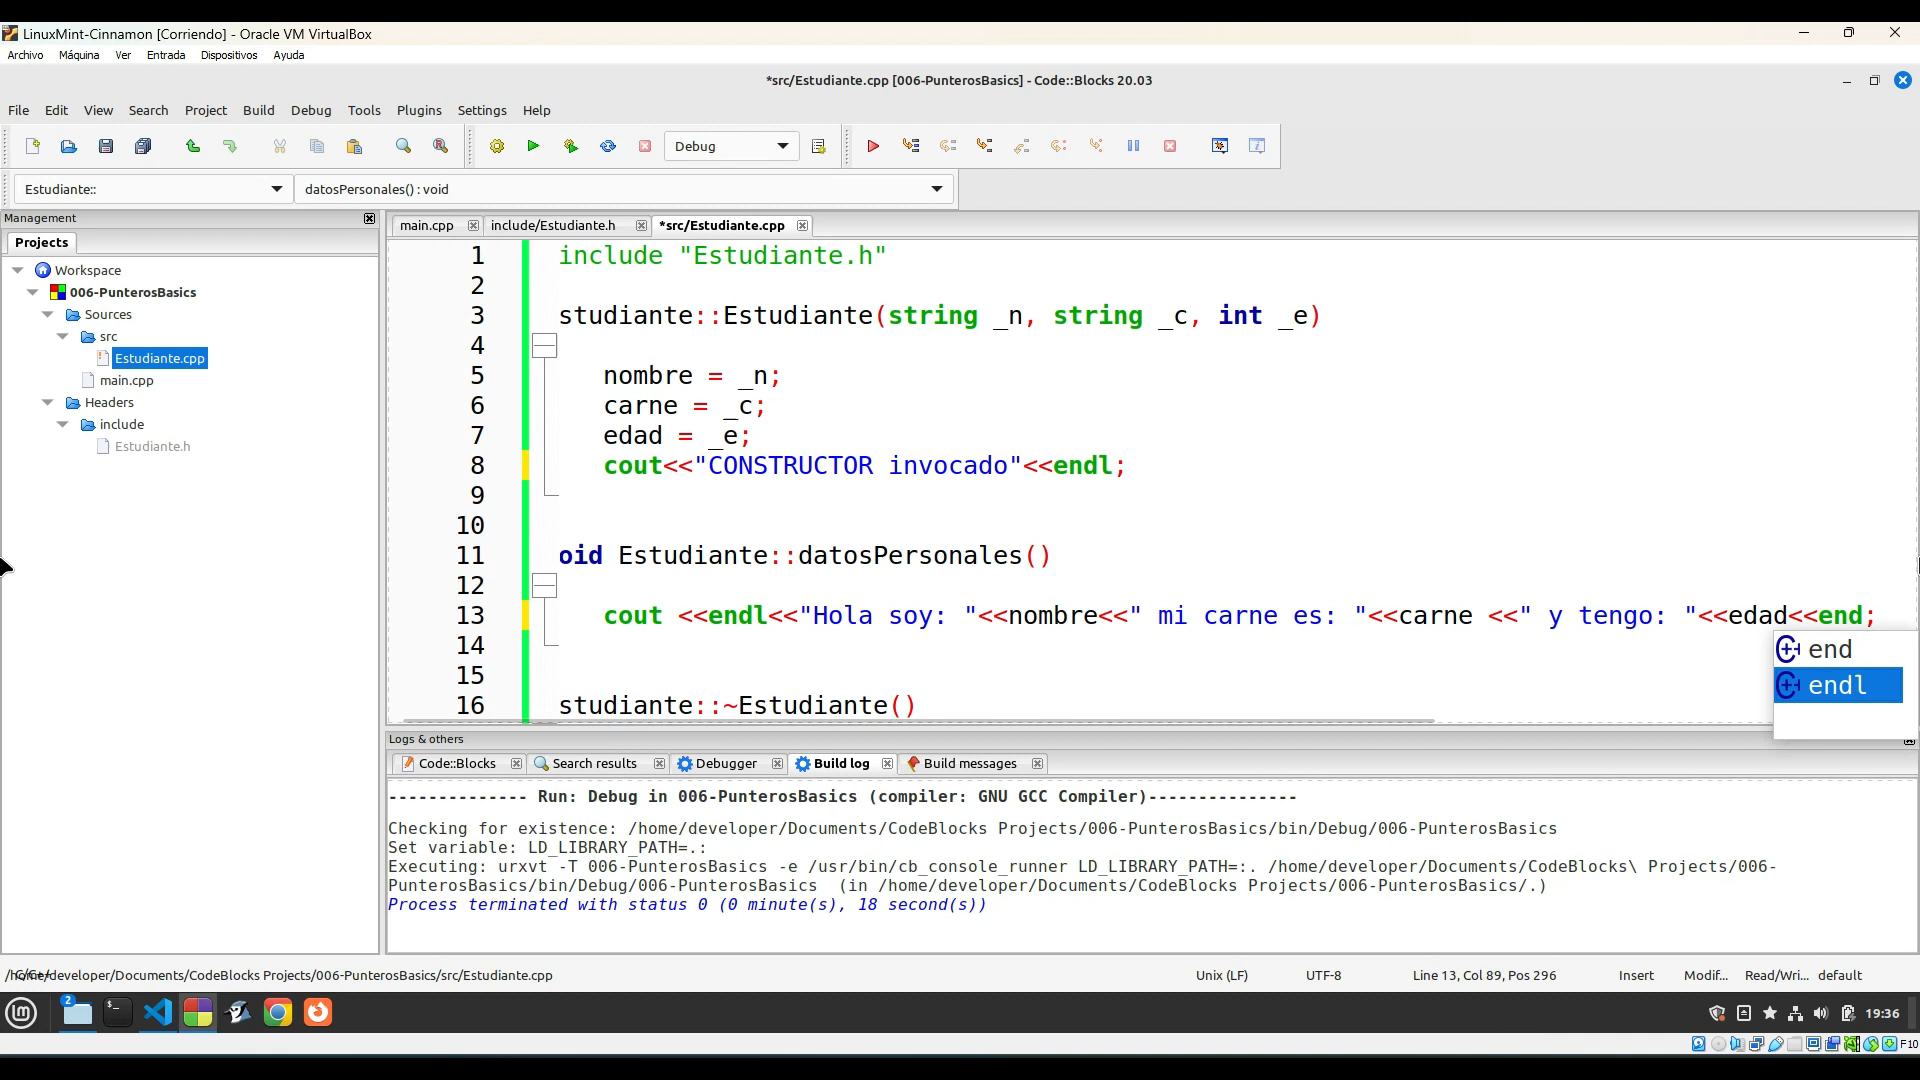 LinuxMint-Cinnamon [Corriendo] - Oracle VM VirtualBox
Archivo Máquina Ver Entrada Dispositivos Ayuda
*src/Estudiante.cpp [006-PunterosBasics] - Code::Blocks 20.03
File Edit View Search Project Build Debug Tools Plugins Settings Help
Debug
Estudiante:: datosPersonales() : void
Management
Projects
Workspace
006-PunterosBasics
Sources
src
Estudiante.cpp
main.cpp
Headers
include
Estudiante.h
main.cpp include/Estudiante.h *src/Estudiante.cpp
1 include "Estudiante.h"
2
3 studiante::Estudiante(string _n, string _c, int _e)
4
5 nombre = _n;
6 carne = _c;
7 edad = _e;
8 cout<<"CONSTRUCTOR invocado"<<endl;
9
10
11 oid Estudiante::datosPersonales()
12
13 cout <<endl<<"Hola soy: "<<nombre<<" mi carne es: "<<carne <<" y tengo: "<<edad<<end;
14
15
16 studiante::~Estudiante()
end
endl
Logs & others
Code::Blocks Search results Debugger Build log Build messages
-------------- Run: Debug in 006-PunterosBasics (compiler: GNU GCC Compiler)---------------
Checking for existence: /home/developer/Documents/CodeBlocks Projects/006-PunterosBasics/bin/Debug/006-PunterosBasics
Set variable: LD_LIBRARY_PATH=.:
Executing: urxvt -T 006-PunterosBasics -e /usr/bin/cb_console_runner LD_LIBRARY_PATH=:. /home/developer/Documents/CodeBlocks\ Projects/006-
PunterosBasics/bin/Debug/006-PunterosBasics (in /home/developer/Documents/CodeBlocks Projects/006-PunterosBasics/.)
Process terminated with status 0 (0 minute(s), 18 second(s))
/home/developer/Documents/CodeBlocks Projects/006-PunterosBasics/src/Estudiante.cpp Unix (LF) UTF-8 Line 13, Col 89, Pos 296 Insert Modif... Read/Wri... default
2 19:36
F10